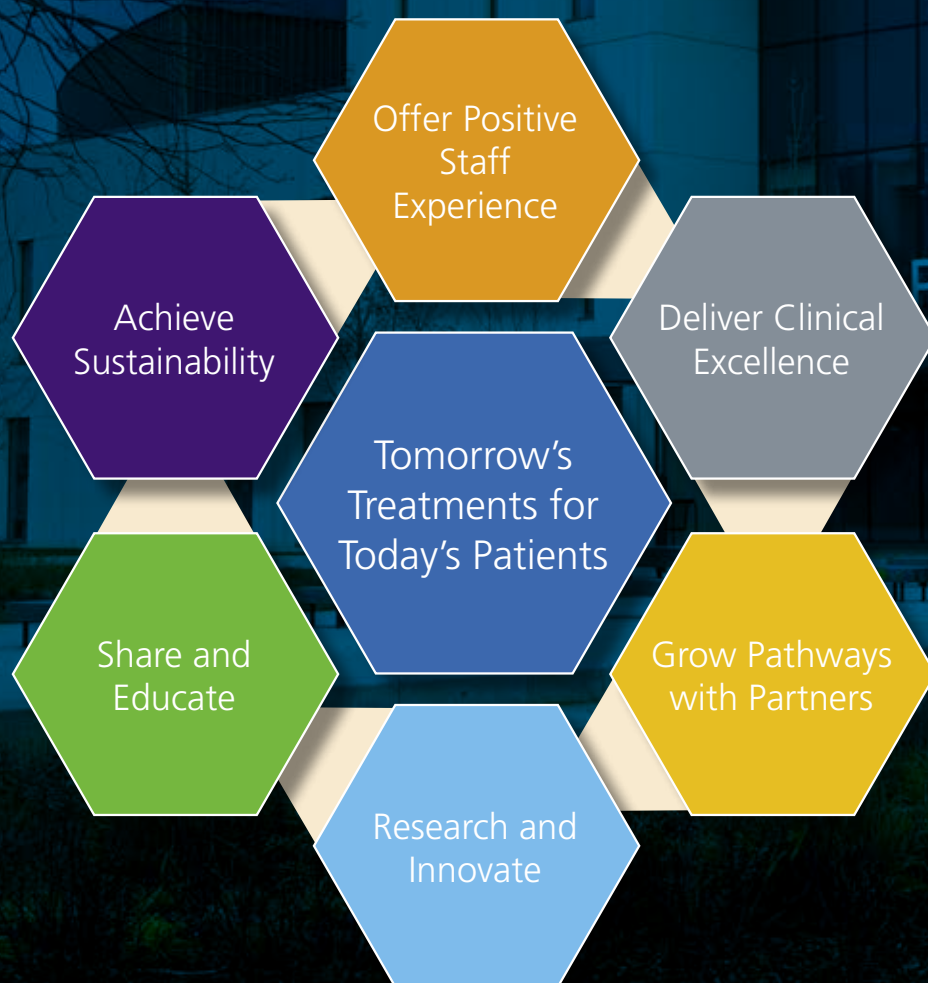 Offer Positive
Staff
Experience
Achieve
Sustainability
Deliver Clinical
Excellence
Tomorrow's
Treatments for
Today's Patients
Share and
Educate
Grow Pathways
with Partners
Research and
Innovate